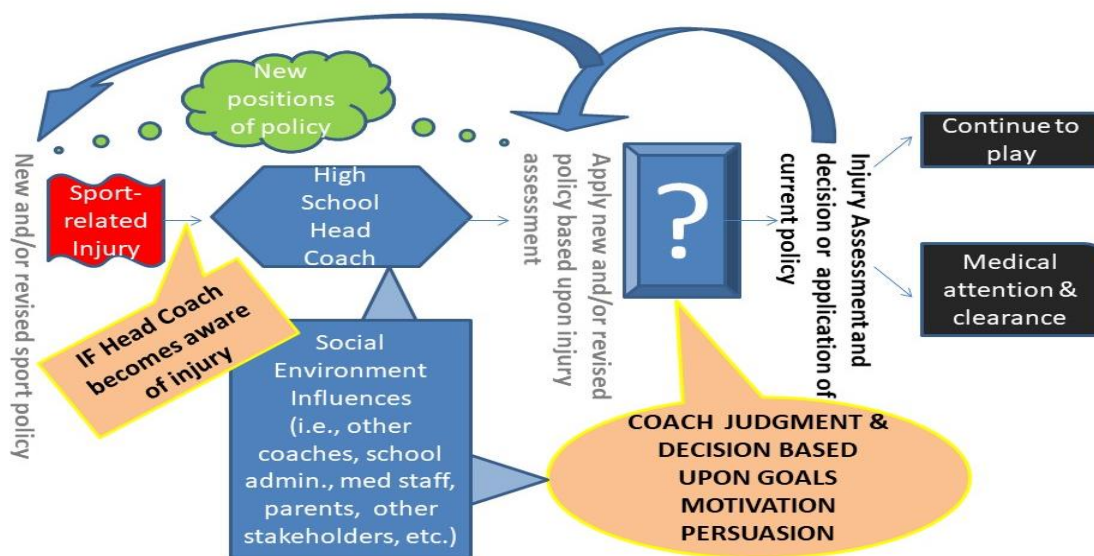 New
positions
of policy
New and/or revised sport policy
Sport-
related
Injury
IF Head Coach
becomes aware
of injury
High
School
Head
Coach
Social
Environment
Influences
(i.e., other
coaches, school
admin., med staff,
parents, other
stakeholders, etc.)
Apply new and/or revised
policy based upon injury
assessment
?
COACH JUDGMENT &
DECISION BASED
UPON GOALS
MOTIVATION
PERSUASION
Injury Assessment and
decision or application of
current policy
Continue to
play
Medical
attention &
clearance